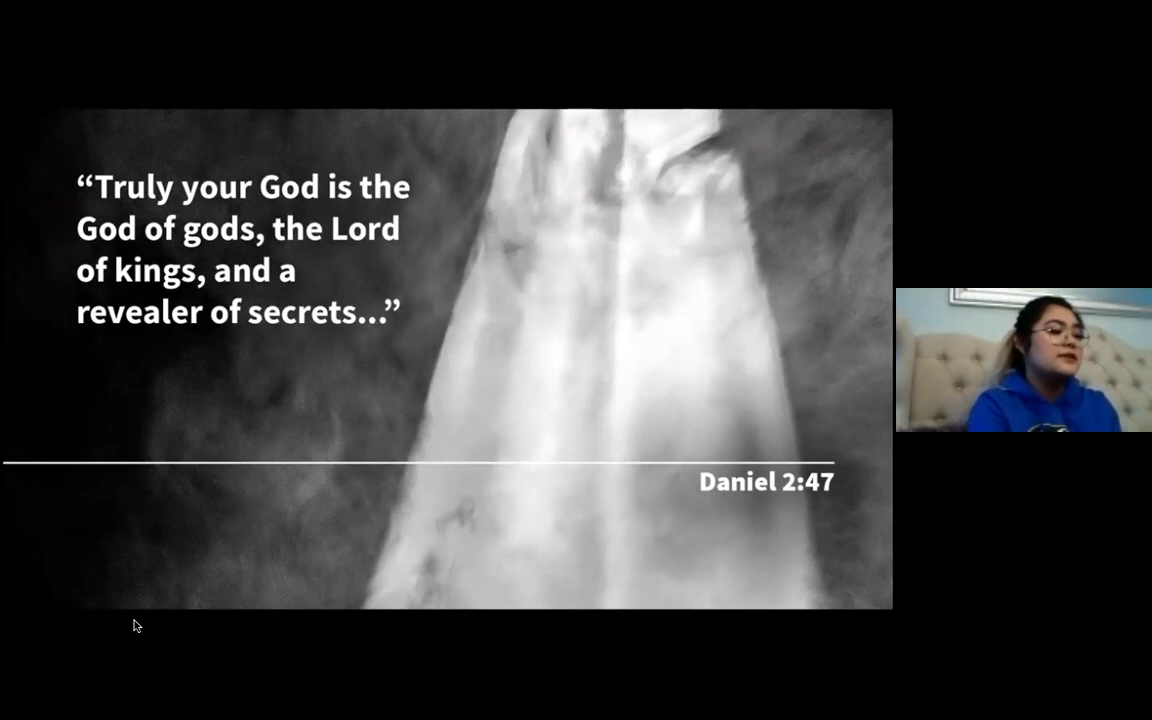 “Truly your God is the
God of gods, the Lord
of kings, and a
revealer of secrets...”
Daniel 2:47